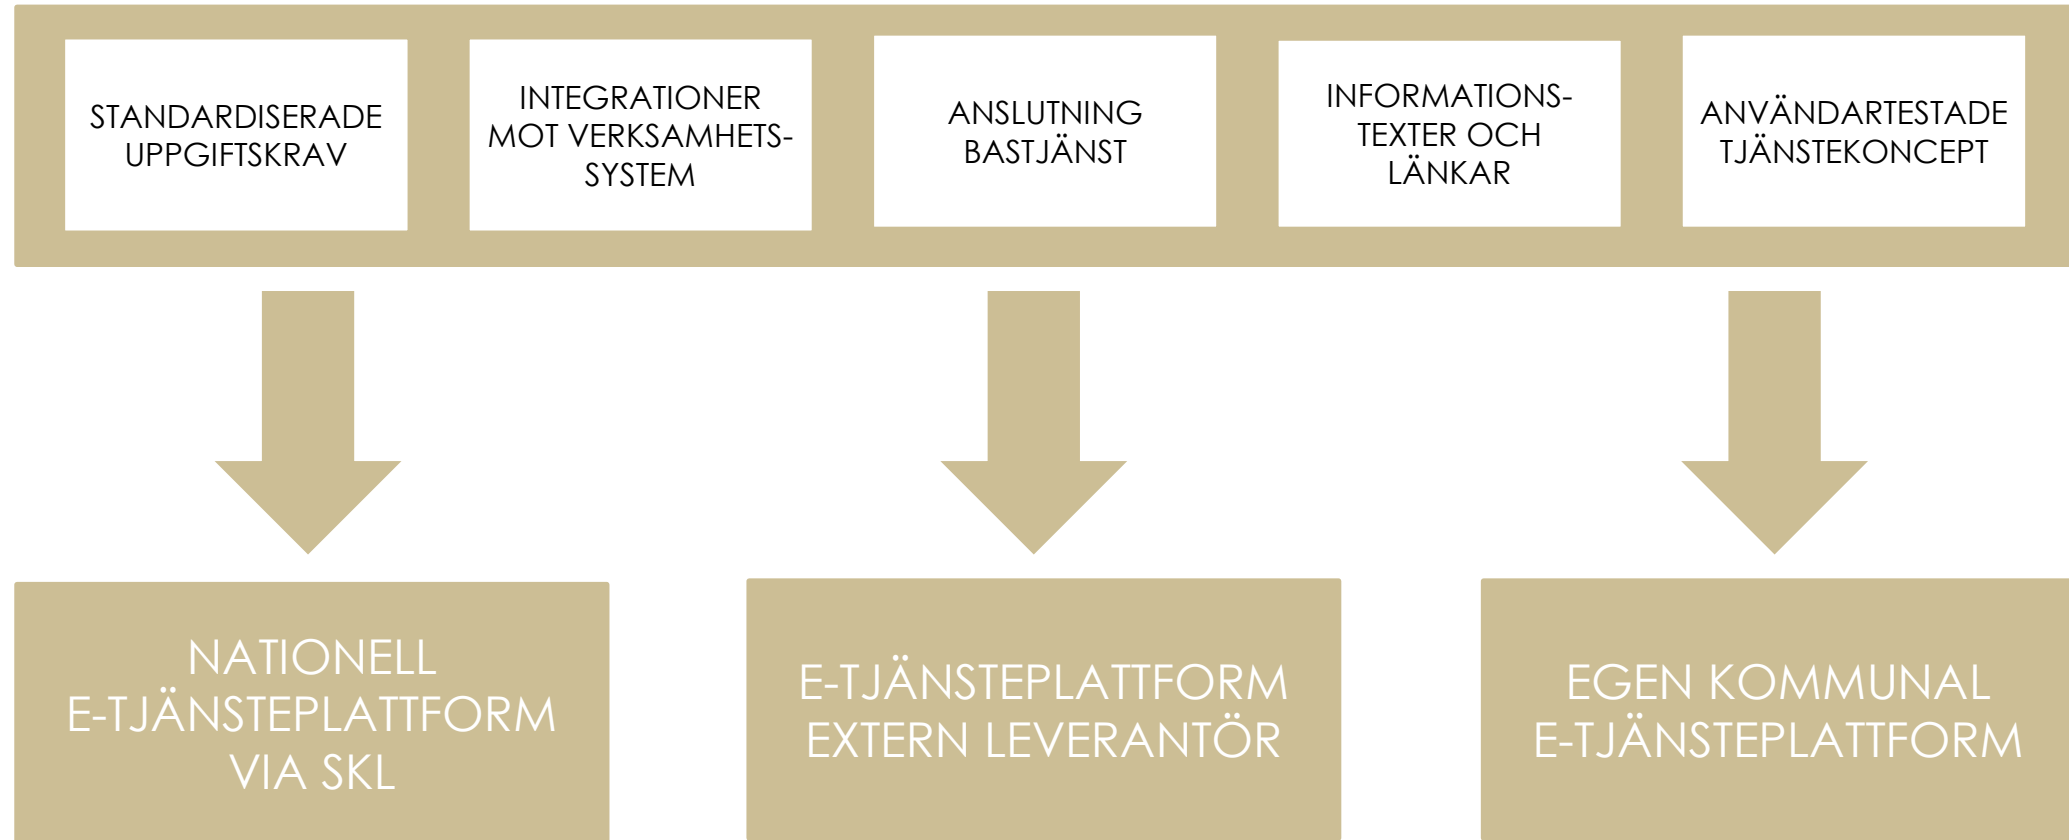 STANDARDISERADE
UPPGIFTSKRAV
INTEGRATIONER
MOT VERKSAMHETS-
SYSTEM
ANSLUTNING
BASTJÄNST
INFORMATIONS-
TEXTER OCH
LÄNKAR
ANVÄNDARTESTADE
TJÄNSTEKONCEPT
NATIONELL
E-TJÄNSTEPLATTFORM
VIA SKL
E-TJÄNSTEPLATTFORM
EXTERN LEVERANTÖR
EGEN KOMMUNAL
E-TJÄNSTEPLATTFORM